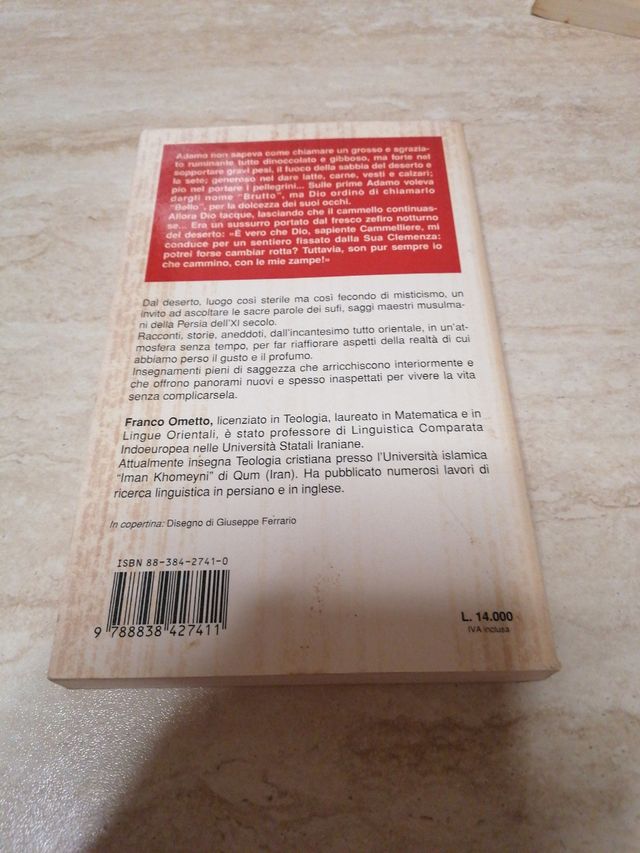 Adamo non sapeva come chiamare un grosso e sgrazia-
to ruminante tutto dinoccolato e gibboso, ma forte nel
sopportare gravi pesi, il fuoco della sabbia del deserto e
la sete; generoso nel dare latte, carne, vesti e calzari;
pio nel portare i pellegrini... Sulle prime Adamo voleva
dargli nome "Brutto", ma Dio ordinò di chiamarlo
"Bello", per la dolcezza dei suoi occhi.
Allora Dio tacque, lasciando che il cammello continuas-
se... Era un sussurro portato dal fresco zefiro notturno
del deserto: «È vero che Dio, sapiente Cammelliere, mi
conduce per un sentiero fissato dalla Sua Clemenza:
potrei forse cambiar rotta? Tuttavia, son pur sempre io
che cammino, con le mie zampe!»
Dal deserto, luogo così sterile ma così fecondo di misticismo, un
invito ad ascoltare le sacre parole dei sufi, saggi maestri musulma-
ni della Persia dell'XI secolo.
Racconti, storie, aneddoti, dall'incantesimo tutto orientale, in un'at-
mosfera senza tempo, per far riaffiorare aspetti della realtà di cui
abbiamo perso il gusto e il profumo.
Insegnamenti pieni di saggezza che arricchiscono interiormente e
che offrono panorami nuovi e spesso inaspettati per vivere la vita
senza complicarsela.
Franco Ometto, licenziato in Teologia, laureato in Matematica e in
Lingue Orientali, è stato professore di Linguistica Comparata
Indoeuropea nelle Università Statali Iraniane.
Attualmente insegna Teologia cristiana presso l'Università islamica
"Iman Khomeyni" di Qum (Iran). Ha pubblicato numerosi lavori di
ricerca linguistica in persiano e in inglese.
In copertina: Disegno di Giuseppe Ferrario
ISBN 88-384-2741-0
9 788838 427411
L. 14.000
IVA inclusa